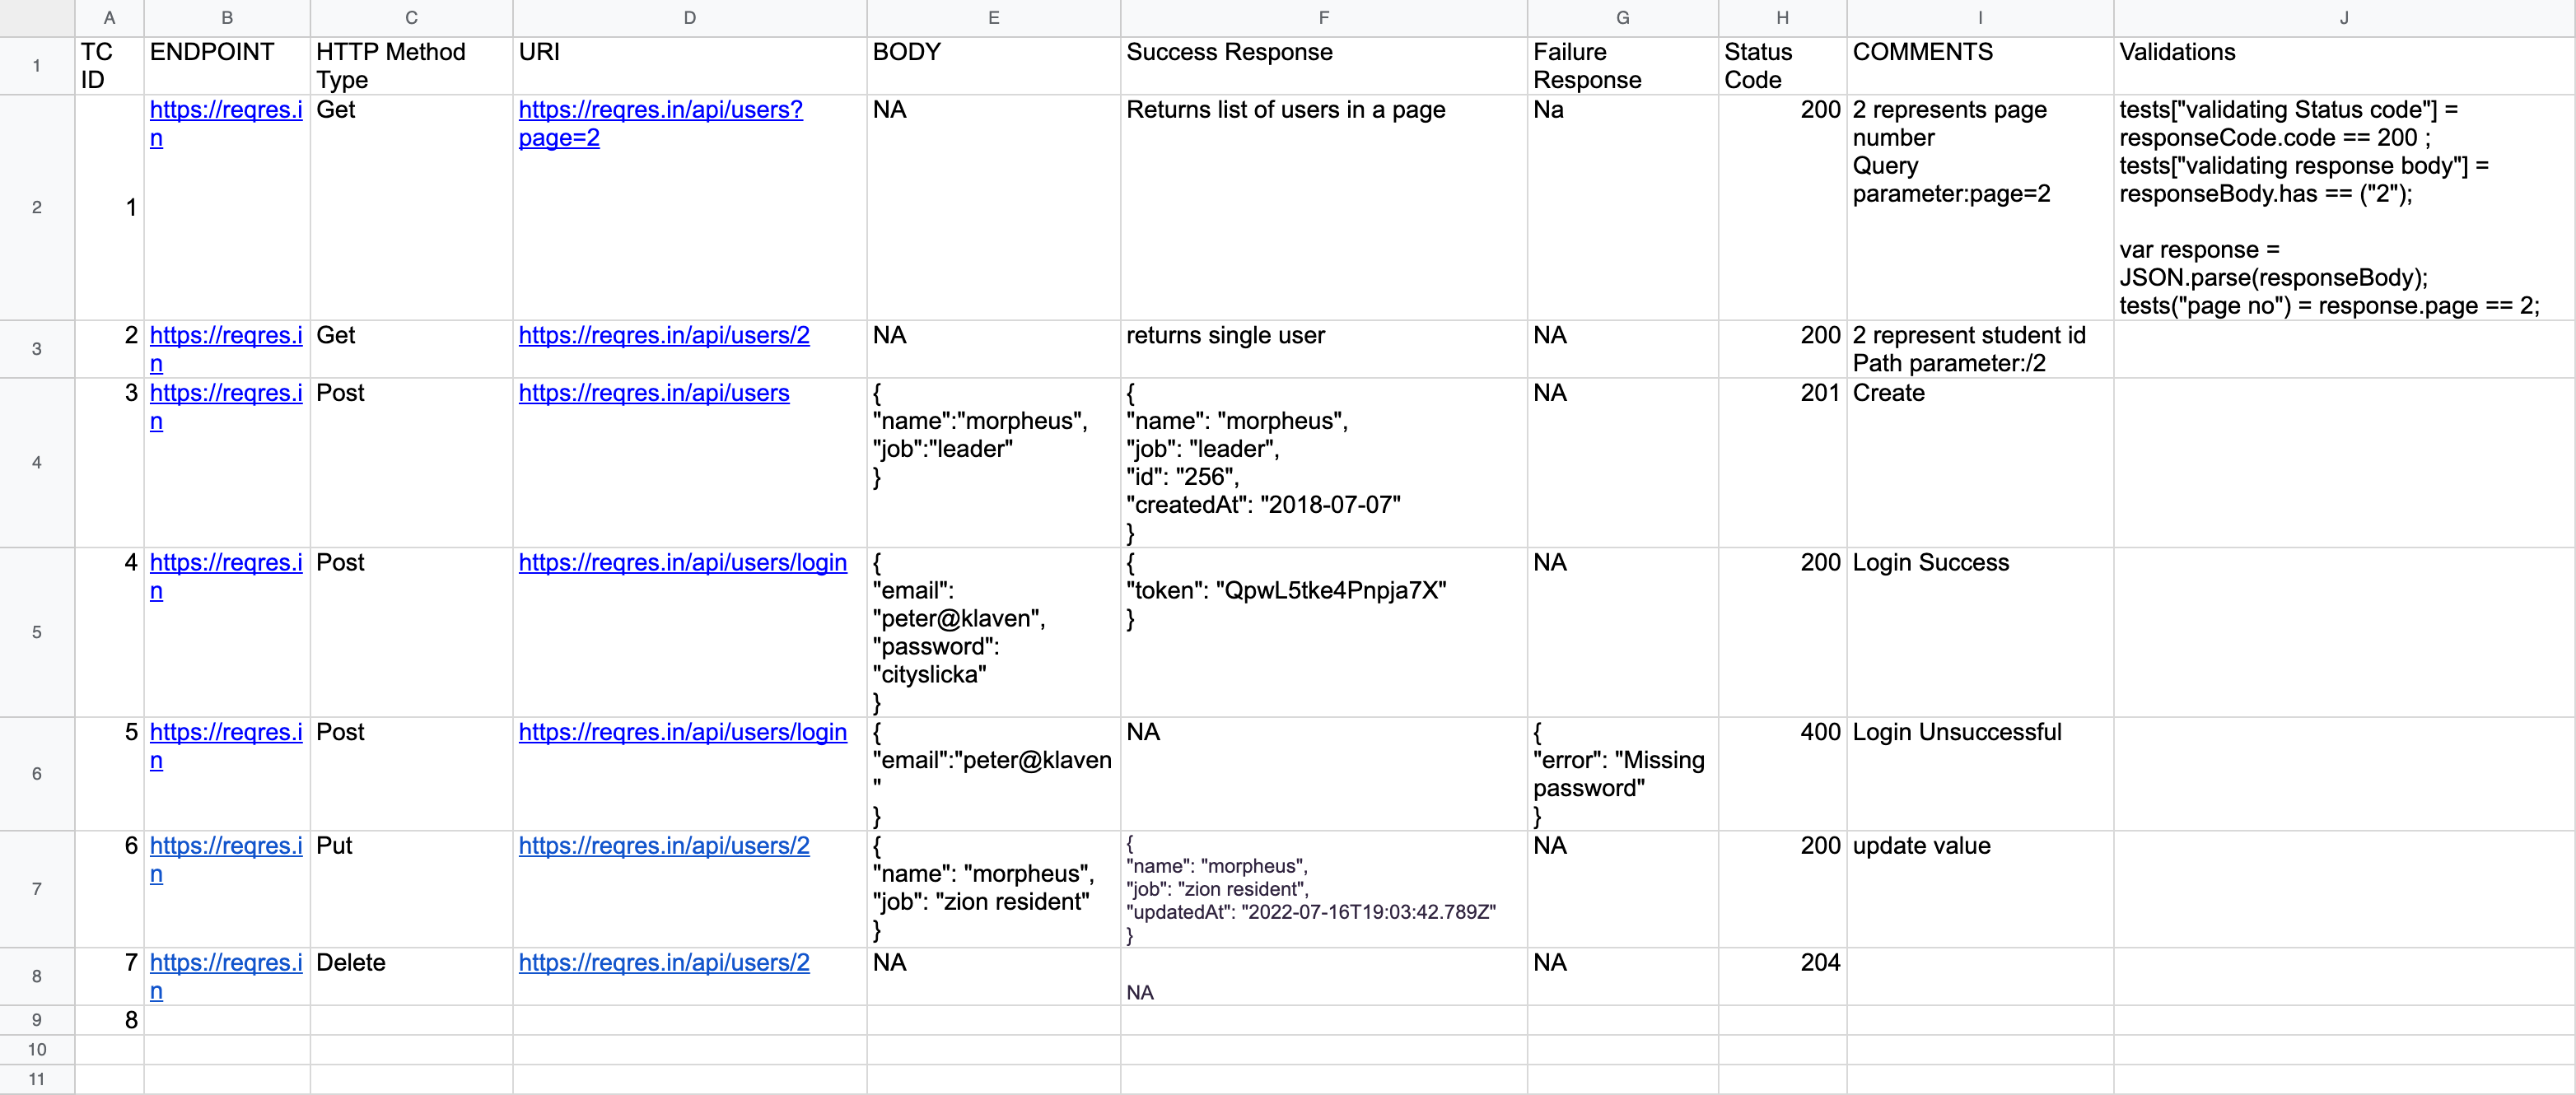 A B C D E F G H I J
1 TC ID ENDPOINT HTTP Method Type URI BODY Success Response Failure Response Status Code COMMENTS Validations
2
1
https://reqres.i
n
Get
https://reqres.in/api/users?
page=2
NA
Returns list of users in a page
Na
200
2 represents page
number
Query
parameter:page=2
tests["validating Status code"] =
responseCode.code == 200 ;
tests["validating response body"] =
responseBody.has == ("2");
var response =
JSON.parse(responseBody);
tests("page no") = response.page == 2;
3
2
https://reqres.i
n
Get
https://reqres.in/api/users/2
NA
returns single user
NA
200
2 represent student id
Path parameter:/2
4
3
https://reqres.i
n
Post
https://reqres.in/api/users
{
"name":"morpheus",
"job":"leader"
}
{
"name": "morpheus",
"job": "leader",
"id": "256",
"createdAt": "2018-07-07"
}
NA
201
Create
5
4
https://reqres.i
n
Post
https://reqres.in/api/users/login
{
"email":
"peter@klaven",
"password":
"cityslicka"
}
{
"token": "QpwL5tke4Pnpja7X"
}
NA
200
Login Success
6
5
https://reqres.i
n
Post
https://reqres.in/api/users/login
{
"email":"peter@klaven
"
}
NA
{
"error": "Missing
password"
}
400
Login Unsuccessful
7
6
https://reqres.i
n
Put
https://reqres.in/api/users/2
{
"name": "morpheus",
"job": "zion resident"
}
{
"name": "morpheus",
"job": "zion resident",
"updatedAt": "2022-07-16T19:03:42.789Z"
}
NA
200
update value
8
7
https://reqres.i
n
Delete
https://reqres.in/api/users/2
NA
NA
NA
204
9
8
10
11